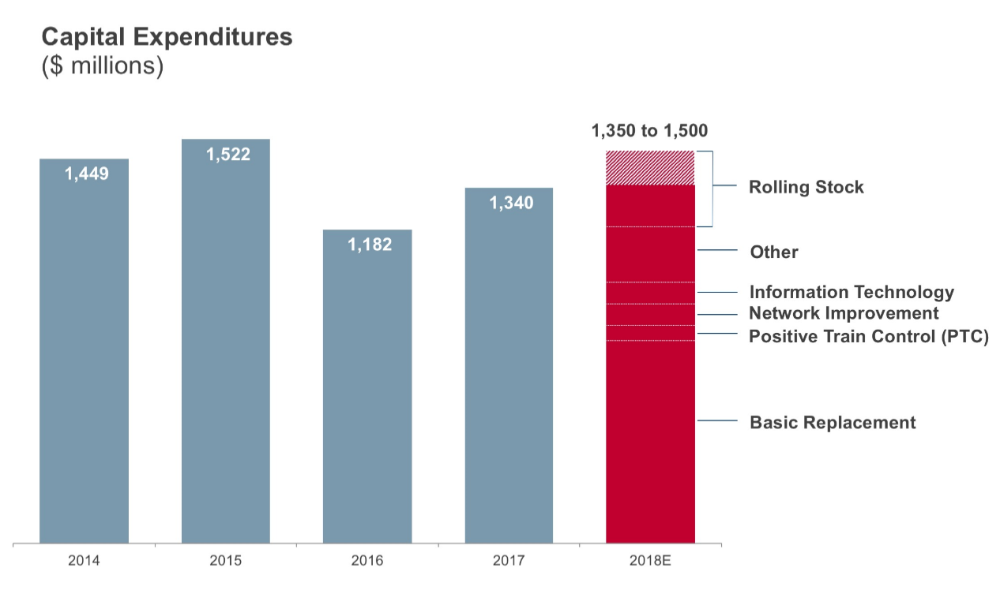 Capital Expenditures
($ millions)
1,350 to 1,500
1,449
1,522
1,182
1,340
Rolling Stock
Other
Information Technology
Network Improvement
Positive Train Control (PTC)
Basic Replacement
2014
2015
2016
2017
2018E